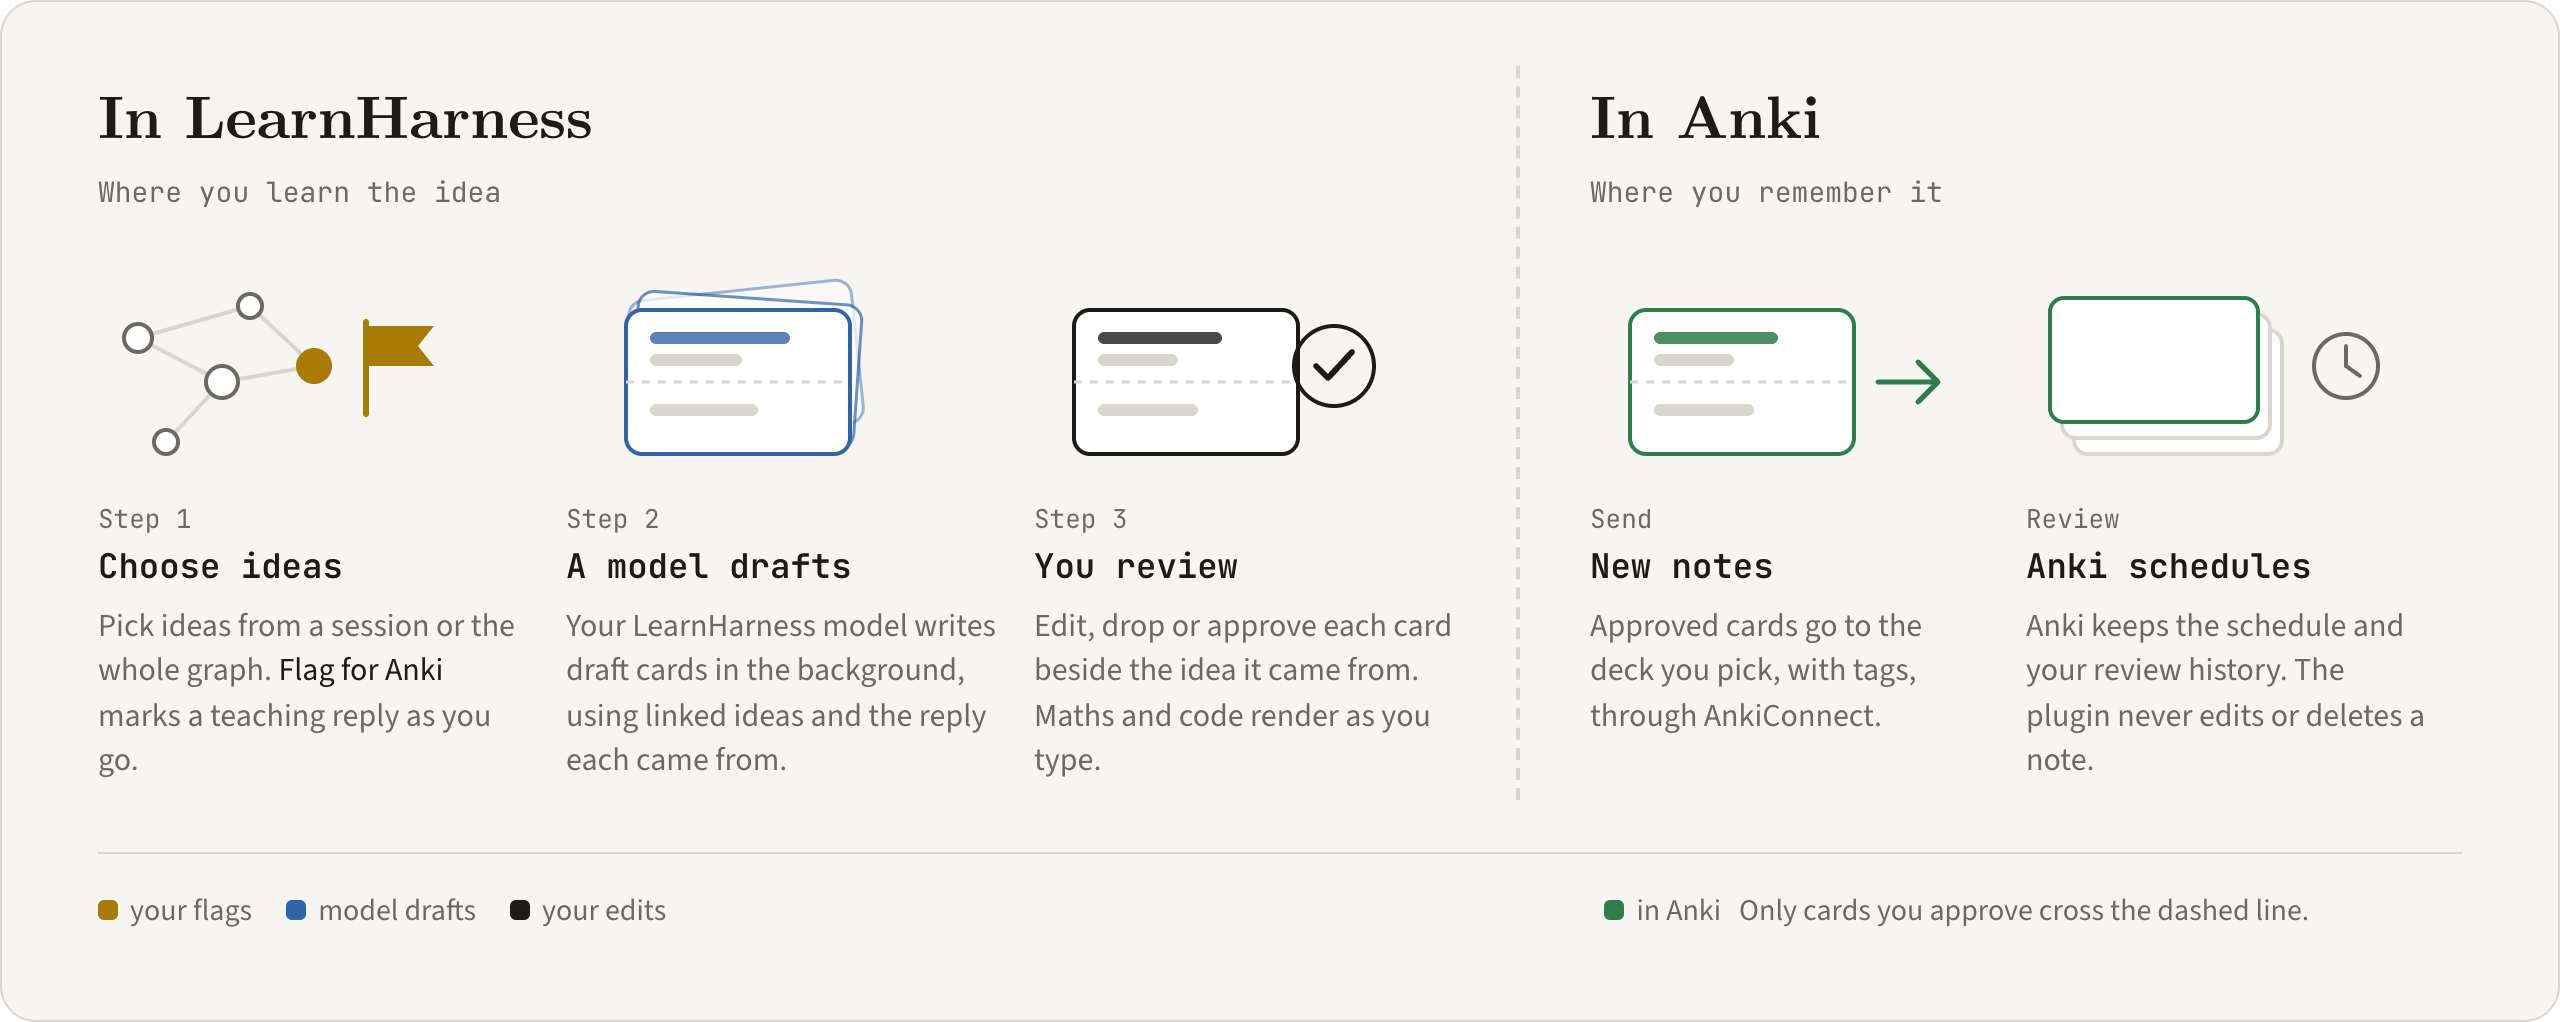 In LearnHarness
Where you learn the idea
Step 1
Choose ideas
Pick ideas from a session or the
whole graph. Flag for Anki
marks a teaching reply as you
go.
Step 2
A model drafts
Your LearnHarness model writes
draft cards in the background,
using linked ideas and the reply
each came from.
Step 3
You review
Edit, drop or approve each card
beside the idea it came from.
Maths and code render as you
type.
In Anki
Where you remember it
Send
New notes
Approved cards go to the
deck you pick, with tags,
through AnkiConnect.
Review
Anki schedules
Anki keeps the schedule and
your review history. The
plugin never edits or deletes a
note.
your flags
model drafts
your edits
in Anki
Only cards you approve cross the dashed line.